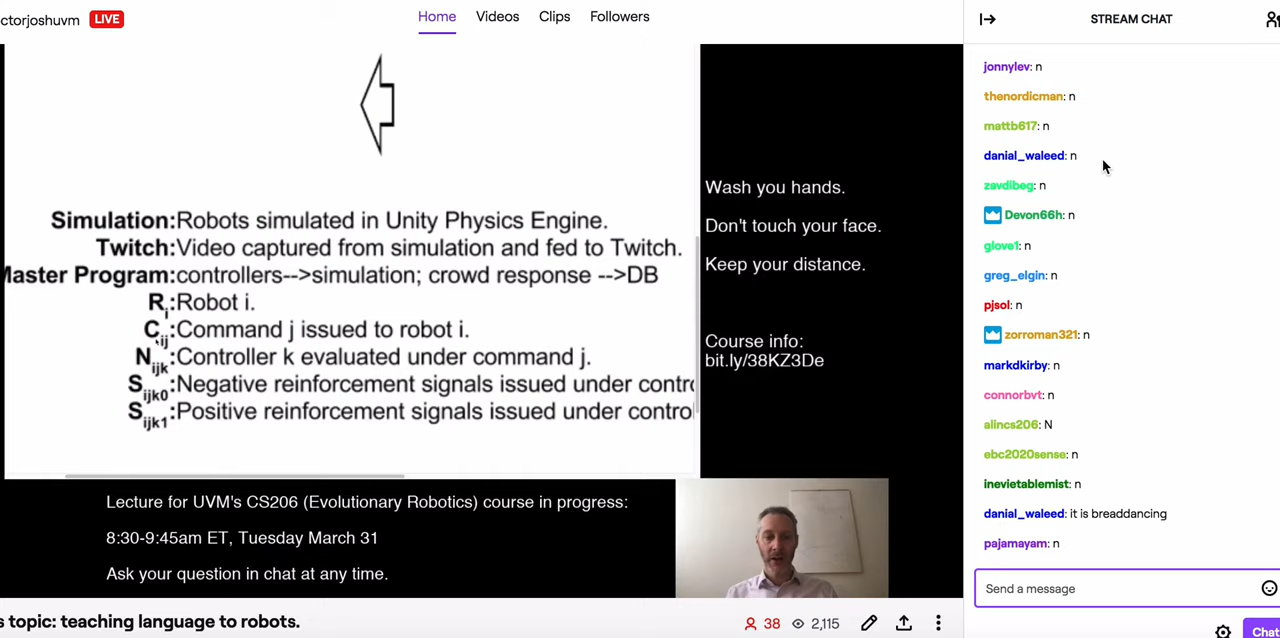 ctorjoshuvm LIVE
Home Videos Clips Followers
STREAM CHAT
Simulation:Robots simulated in Unity Physics Engine.
Twitch:Video captured from simulation and fed to Twitch.
Master Program:controllers-->simulation; crowd response -->DB
Ri:Robot i.
Cij:Command j issued to robot i.
Nijk:Controller k evaluated under command j.
Sijk0:Negative reinforcement signals issued under contr
Sijk1:Positive reinforcement signals issued under contro
Wash you hands.
Don't touch your face.
Keep your distance.
Course info:
bit.ly/38KZ3De
Lecture for UVM's CS206 (Evolutionary Robotics) course in progress:
8:30-9:45am ET, Tuesday March 31
Ask your question in chat at any time.
s topic: teaching language to robots.
38 2,115
jonnylev: n
thenordicman: n
mattb617: n
danial_waleed: n
zavdibeg: n
Devon66h: n
glove1: n
greg_elgin: n
pjsol: n
zorroman321: n
markdkirby: n
connorbvt: n
alincs206: N
ebc2020sense: n
inevietablemist: n
danial_waleed: it is breaddancing
pajamayam: n
Send a message
Chat